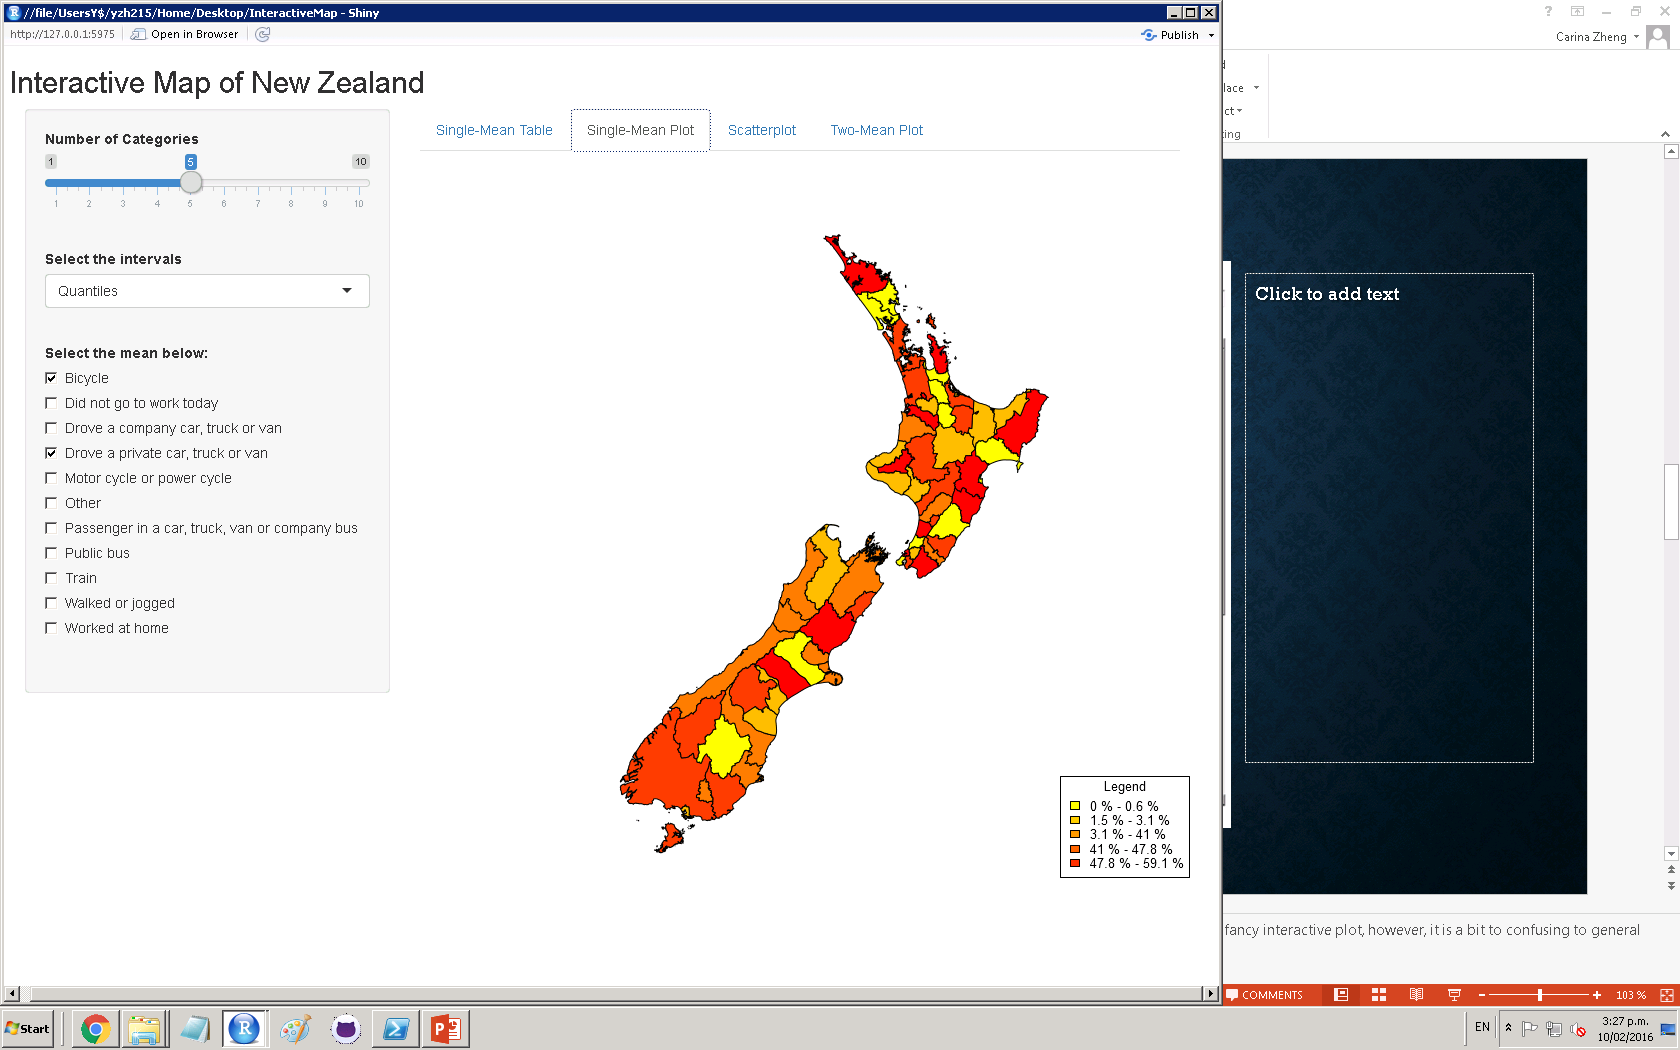 //file/UsersY$/yzh215/Home/Desktop/InteractiveMap - Shiny
http://127.0.0.1:5975
Open in Browser
Publish
Interactive Map of New Zealand
Number of Categories
1
5
10
1 2 3 4 5 6 7 8 9 10
Select the intervals
Quantiles
Select the mean below:
Bicycle
Did not go to work today
Drove a company car, truck or van
Drove a private car, truck or van
Motor cycle or power cycle
Other
Passenger in a car, truck, van or company bus
Public bus
Train
Walked or jogged
Worked at home
Single-Mean Table
Single-Mean Plot
Scatterplot
Two-Mean Plot
Legend
0 % - 0.6 %
1.5 % - 3.1 %
3.1 % - 41 %
41 % - 47.8 %
47.8 % - 59.1 %
Carina Zheng
lace
ct
ing
Click to add text
fancy interactive plot, however, it is a bit to confusing to general
COMMENTS
103 %
Start
EN
3:27 p.m.
10/02/2016